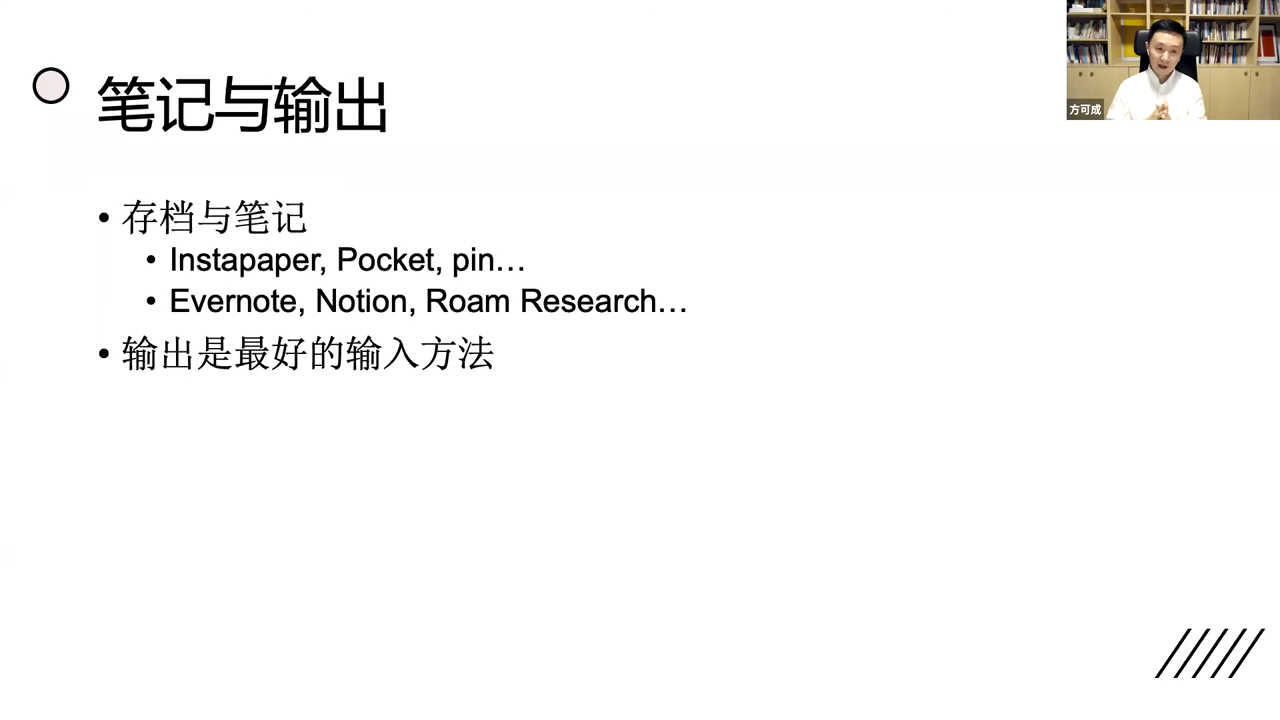 笔记与输出
方可成
• 存档与笔记
• Instapaper, Pocket, pin…
• Evernote, Notion, Roam Research…
• 输出是最好的输入方法